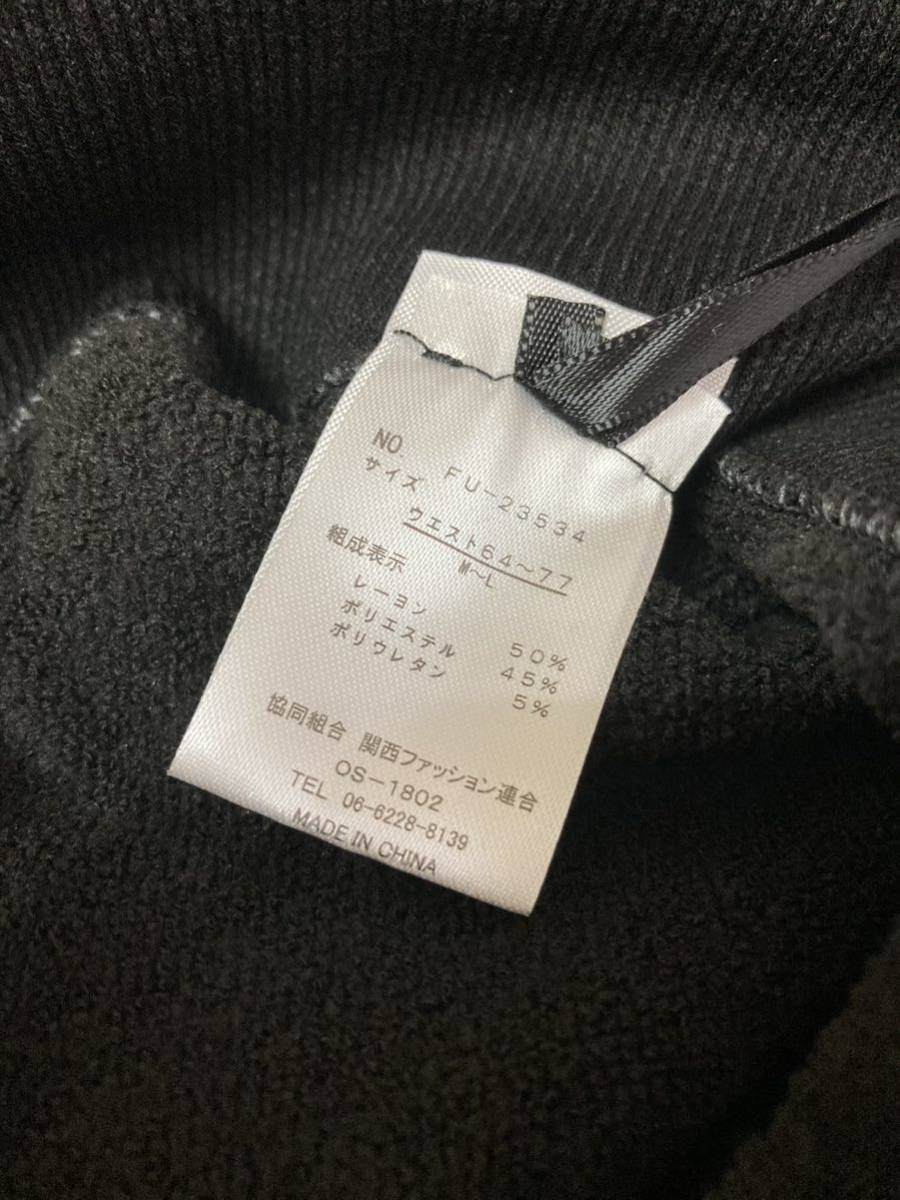 NO FU-23534
サイズ
ウエスト64～77
M～L
組成表示
レーヨン 50%
ポリエステル 45%
ポリウレタン 5%
協同組合 関西ファッション連合
OS-1802
TEL 06-6228-8139
MADE IN CHINA